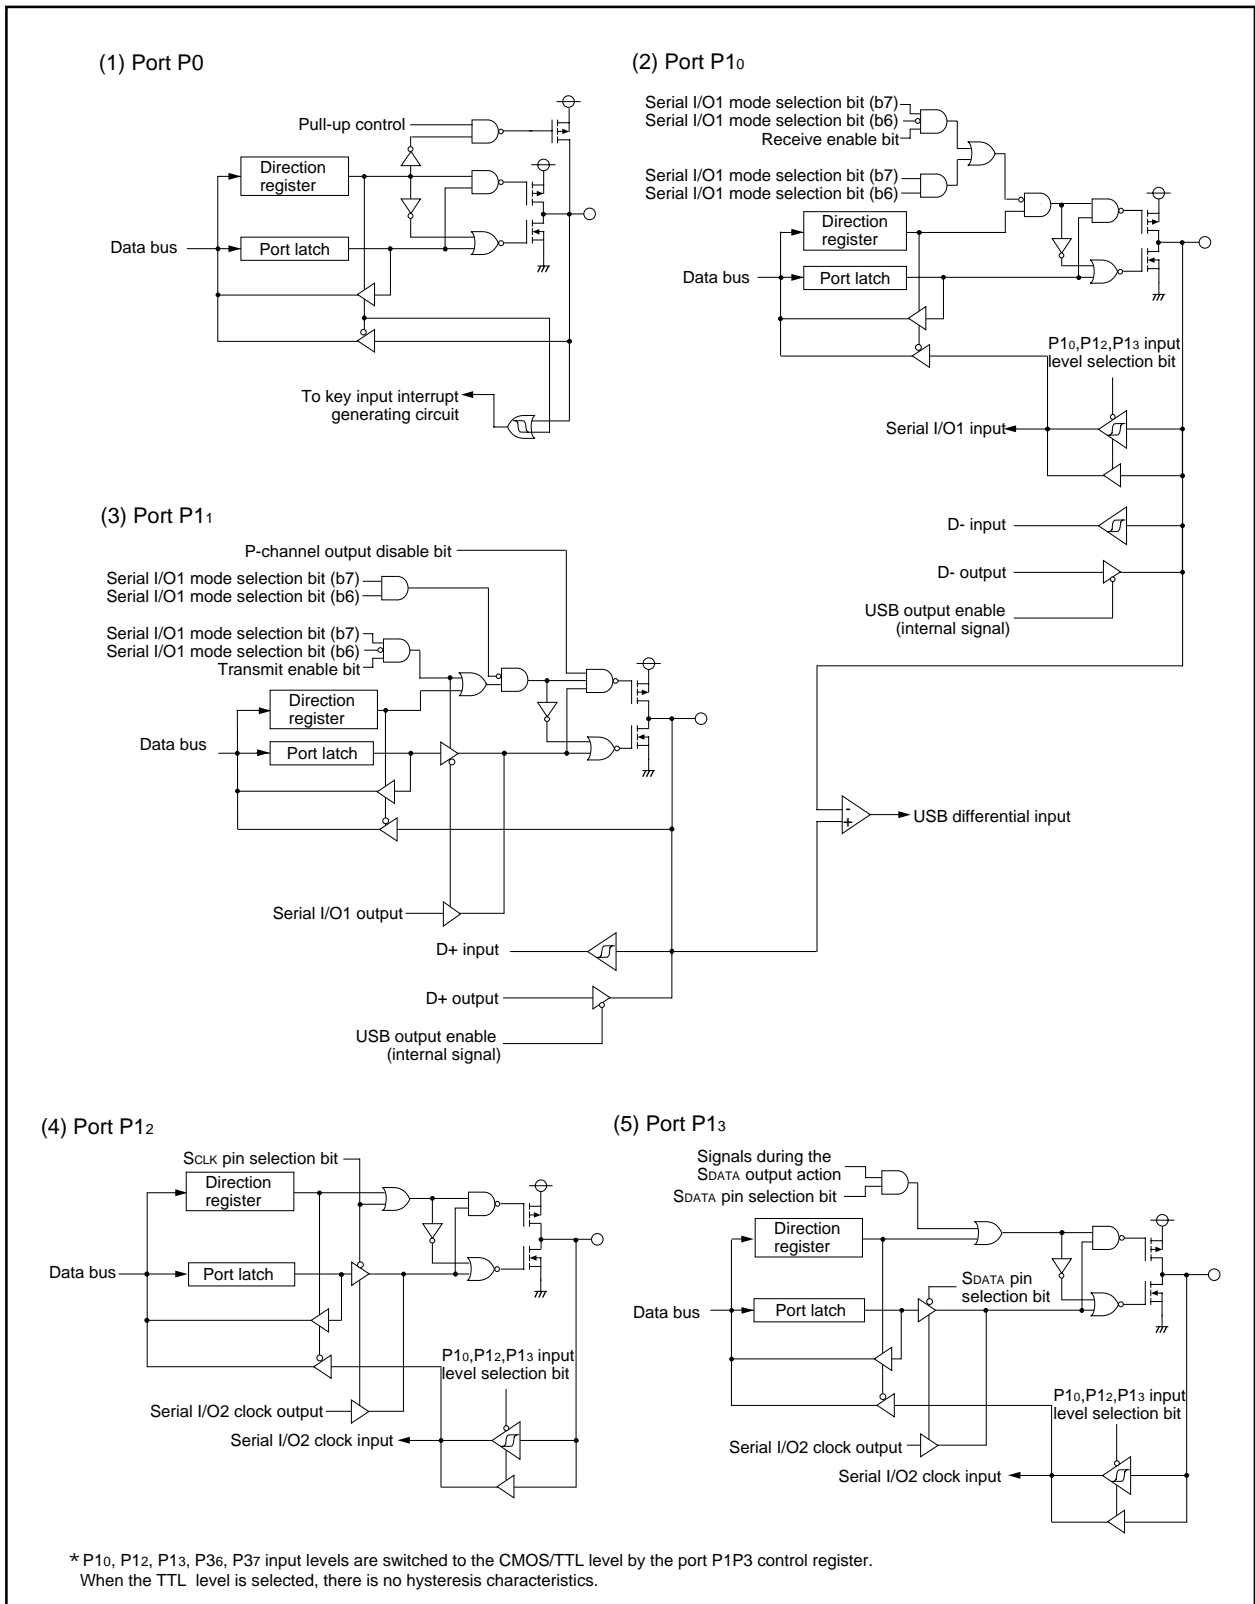 (1) Port P0
Pull-up control
Direction
register
Data bus
Port latch
To key input interrupt
generating circuit
(2) Port P10
Serial I/O1 mode selection bit (b7)
Serial I/O1 mode selection bit (b6)
Receive enable bit
Serial I/O1 mode selection bit (b7)
Serial I/O1 mode selection bit (b6)
Direction
register
Data bus
Port latch
P10,P12,P13 input
level selection bit
Serial I/O1 input
D- input
D- output
USB output enable
(internal signal)
(3) Port P11
P-channel output disable bit
Serial I/O1 mode selection bit (b7)
Serial I/O1 mode selection bit (b6)
Serial I/O1 mode selection bit (b7)
Serial I/O1 mode selection bit (b6)
Transmit enable bit
Direction
register
Data bus
Port latch
-
+
USB differential input
Serial I/O1 output
D+ input
D+ output
USB output enable
(internal signal)
(4) Port P12
SCLK pin selection bit
Direction
register
Data bus
Port latch
P10,P12,P13 input
level selection bit
Serial I/O2 clock output
Serial I/O2 clock input
(5) Port P13
Signals during the
SDATA output action
SDATA pin selection bit
Direction
register
SDATA pin
selection bit
Data bus
Port latch
P10,P12,P13 input
level selection bit
Serial I/O2 clock output
Serial I/O2 clock input
* P10, P12, P13, P36, P37 input levels are switched to the CMOS/TTL level by the port P1P3 control register.
When the TTL level is selected, there is no hysteresis characteristics.